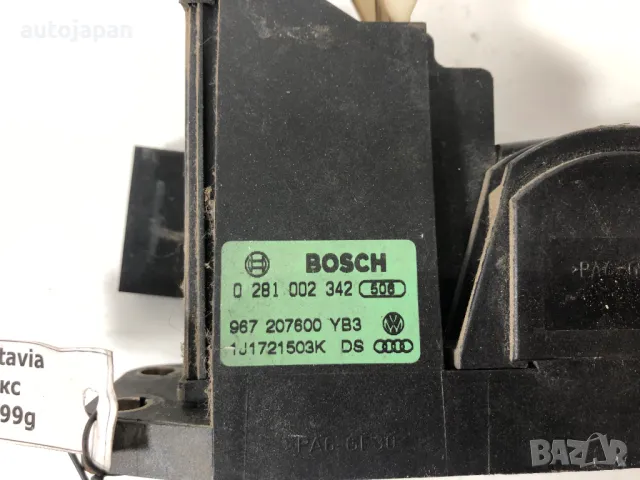 autojapan
BOSCH
0 281 002 342 506
967 207600 YB3
1J1721503K DS
tavia
кс
99g
>PA6-GF30
BAZAR